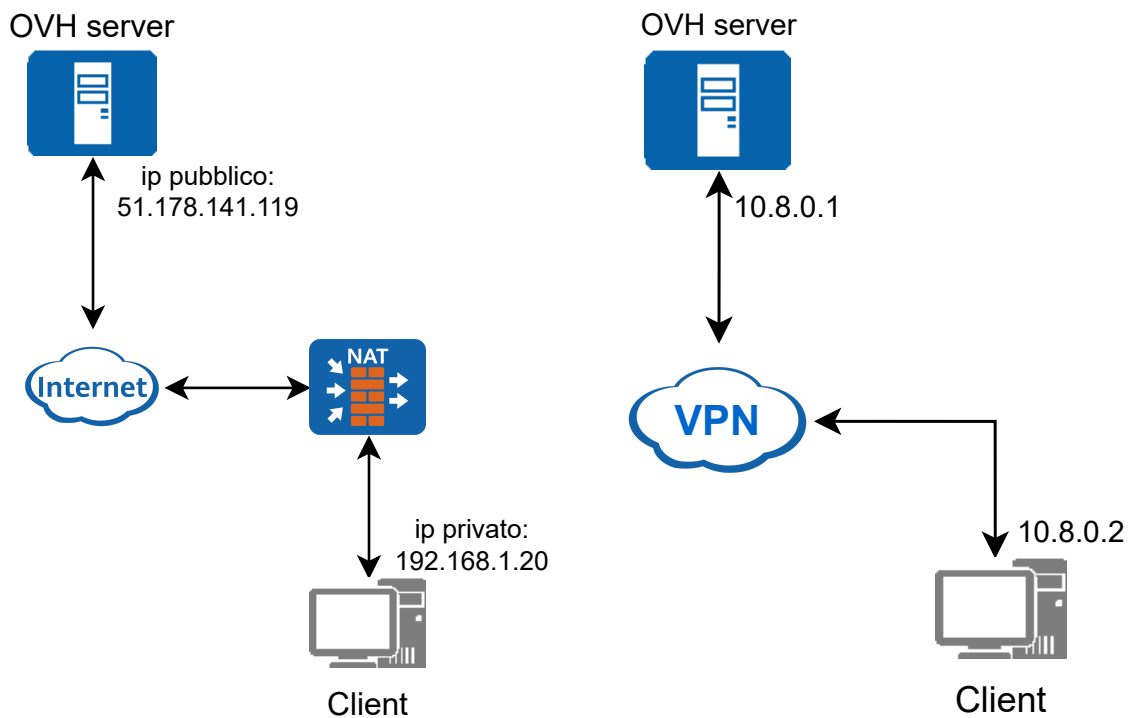 OVH server
ip pubblico:
51.178.141.119
Internet
NAT
ip privato:
192.168.1.20
Client
OVH server
10.8.0.1
VPN
10.8.0.2
Client